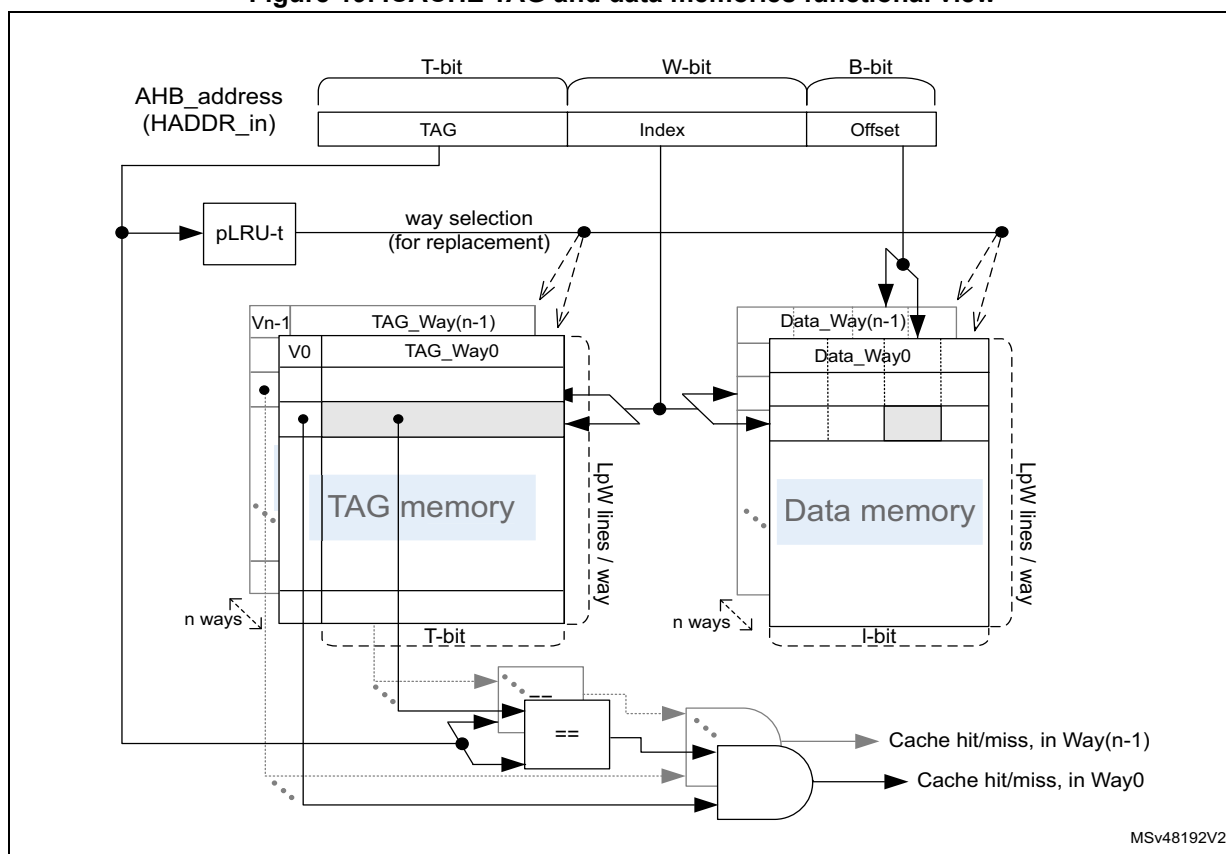 T-bit W-bit B-bit
AHB_address
(HADDR_in)
TAG Index Offset
way selection
(for replacement)
pLRU-t
Vn-1 TAG_Way(n-1) Data_Way(n-1)
V0 TAG_Way0 Data_Way0
TAG memory Data memory
LpW lines / way
LpW lines / way
n ways n ways
T-bit l-bit
==
==
Cache hit/miss, in Way(n-1)
Cache hit/miss, in Way0
MSv48192V2